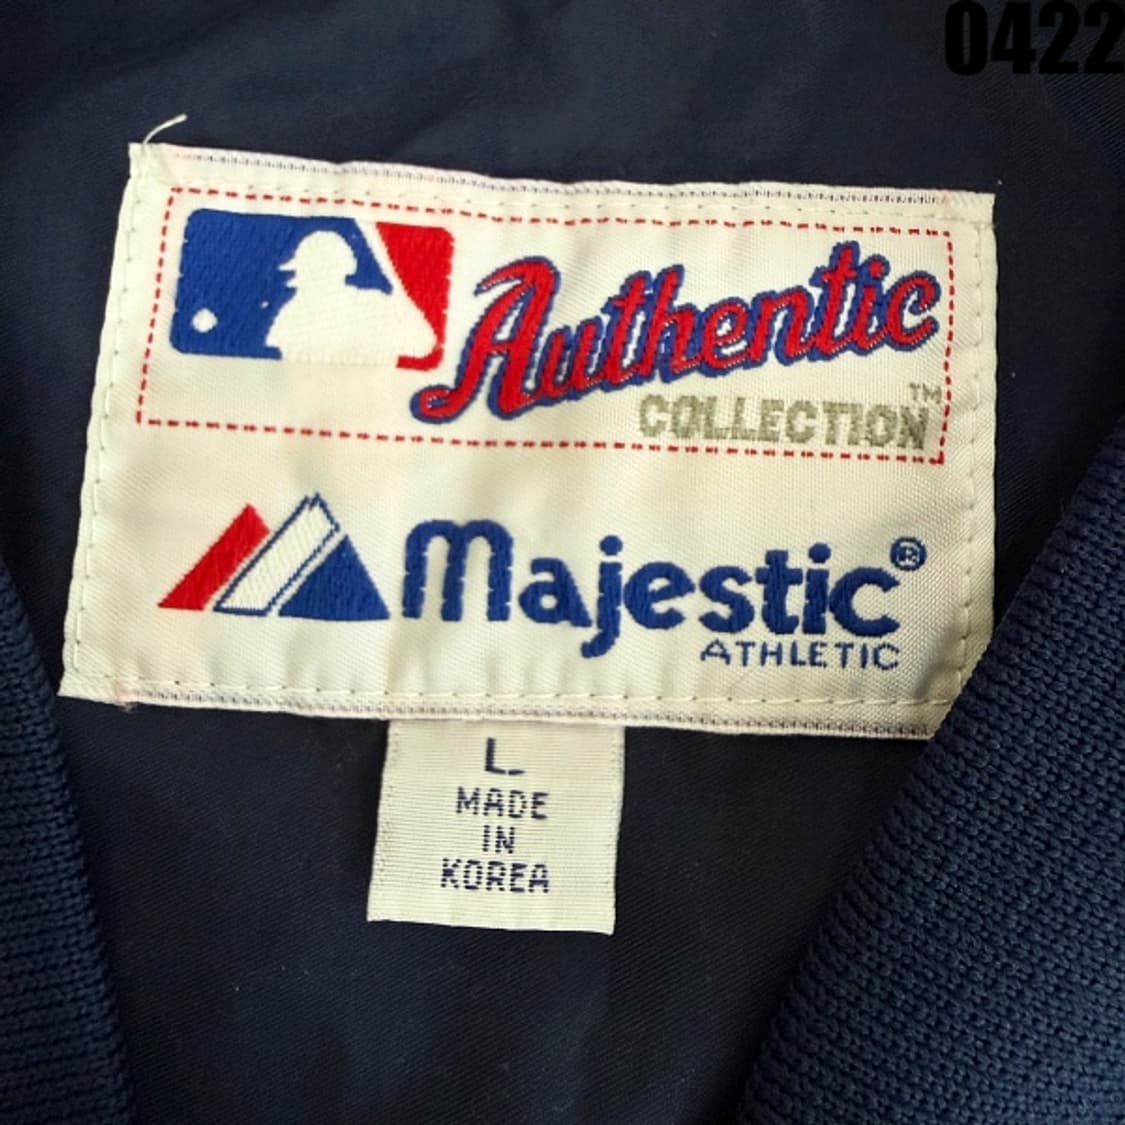 0422
Authentic
COLLECTION™
Majestic®
ATHLETIC
L
MADE
IN
KOREA